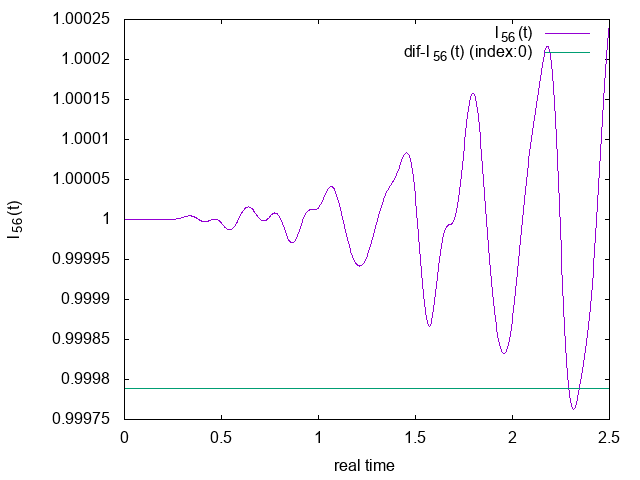 1.00025
1.0002
1.00015
1.0001
1.00005
1
0.99995
0.9999
0.99985
0.9998
0.99975
0 0.5 1 1.5 2 2.5
I56(t)
real time
I56(t)
dif-I56(t) (index:0)